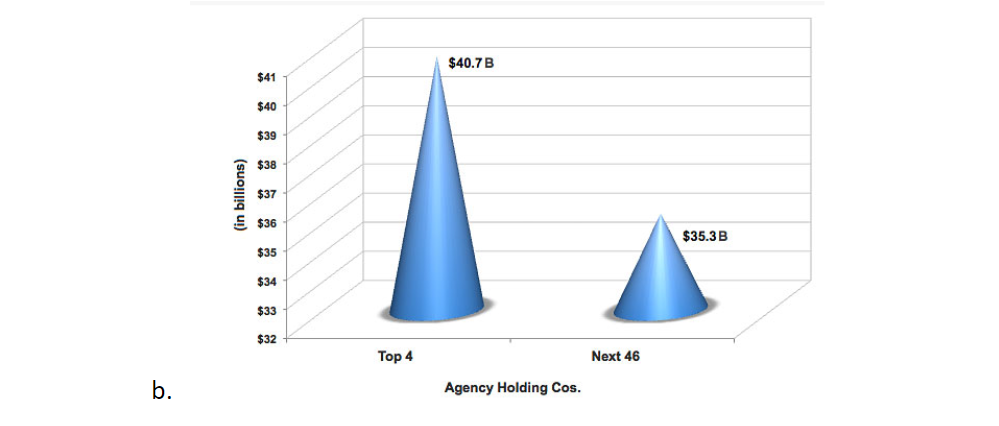 $40.7 B
$41
$40
$39
$38
$37
$36
$35
$34
$33
$32
(in billions)
$35.3 B
Top 4
Next 46
Agency Holding Cos.
b.